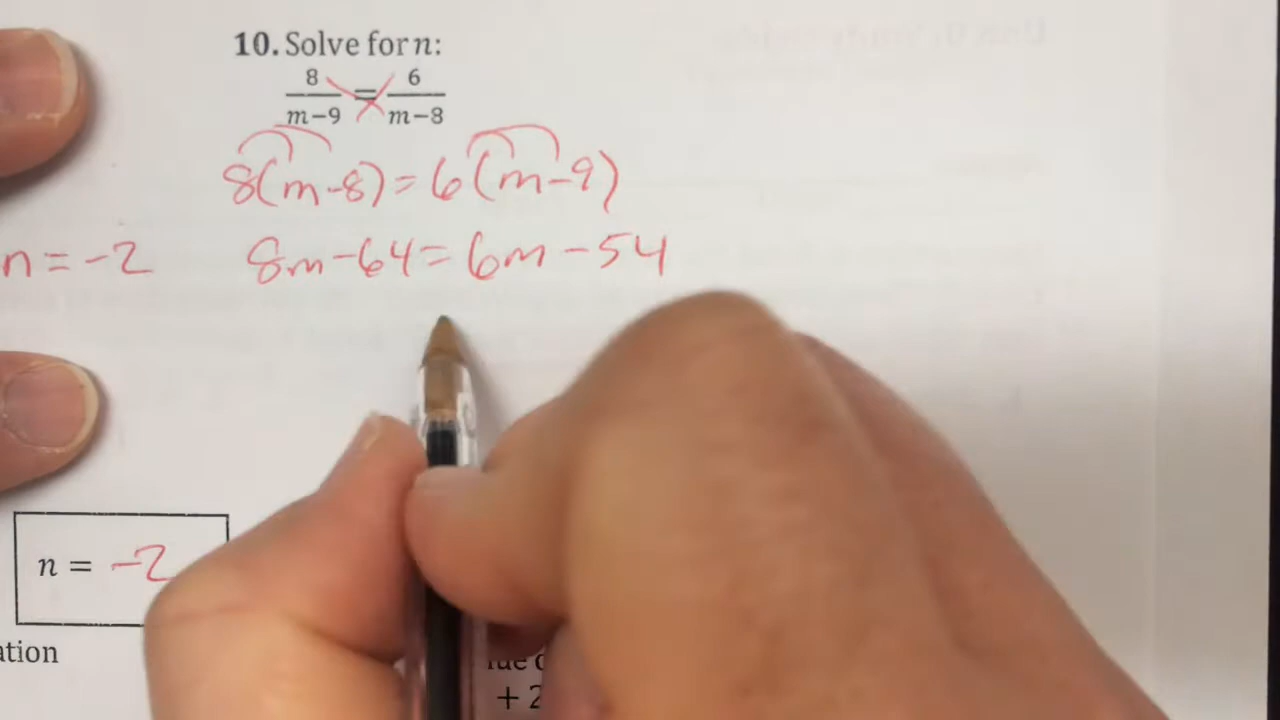 10. Solve for n:
8 / m−9 = 6 / m−8
8(m-8)=6(m-9)
n=-2
8m-64=6m-54
n = -2
ation
+ 2